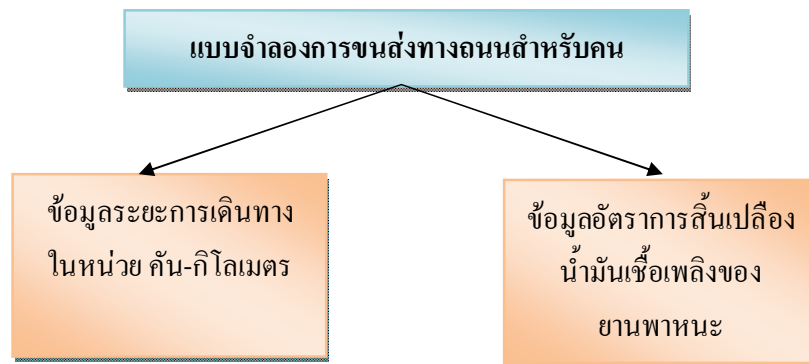 แบบจำลองการขนส่งทางถนนสำหรับคน
ข้อมูลระยะการเดินทาง
ในหน่วย คัน-กิโลเมตร
ข้อมูลอัตราการสิ้นเปลือง
น้ำมันเชื้อเพลิงของ
ยานพาหนะ